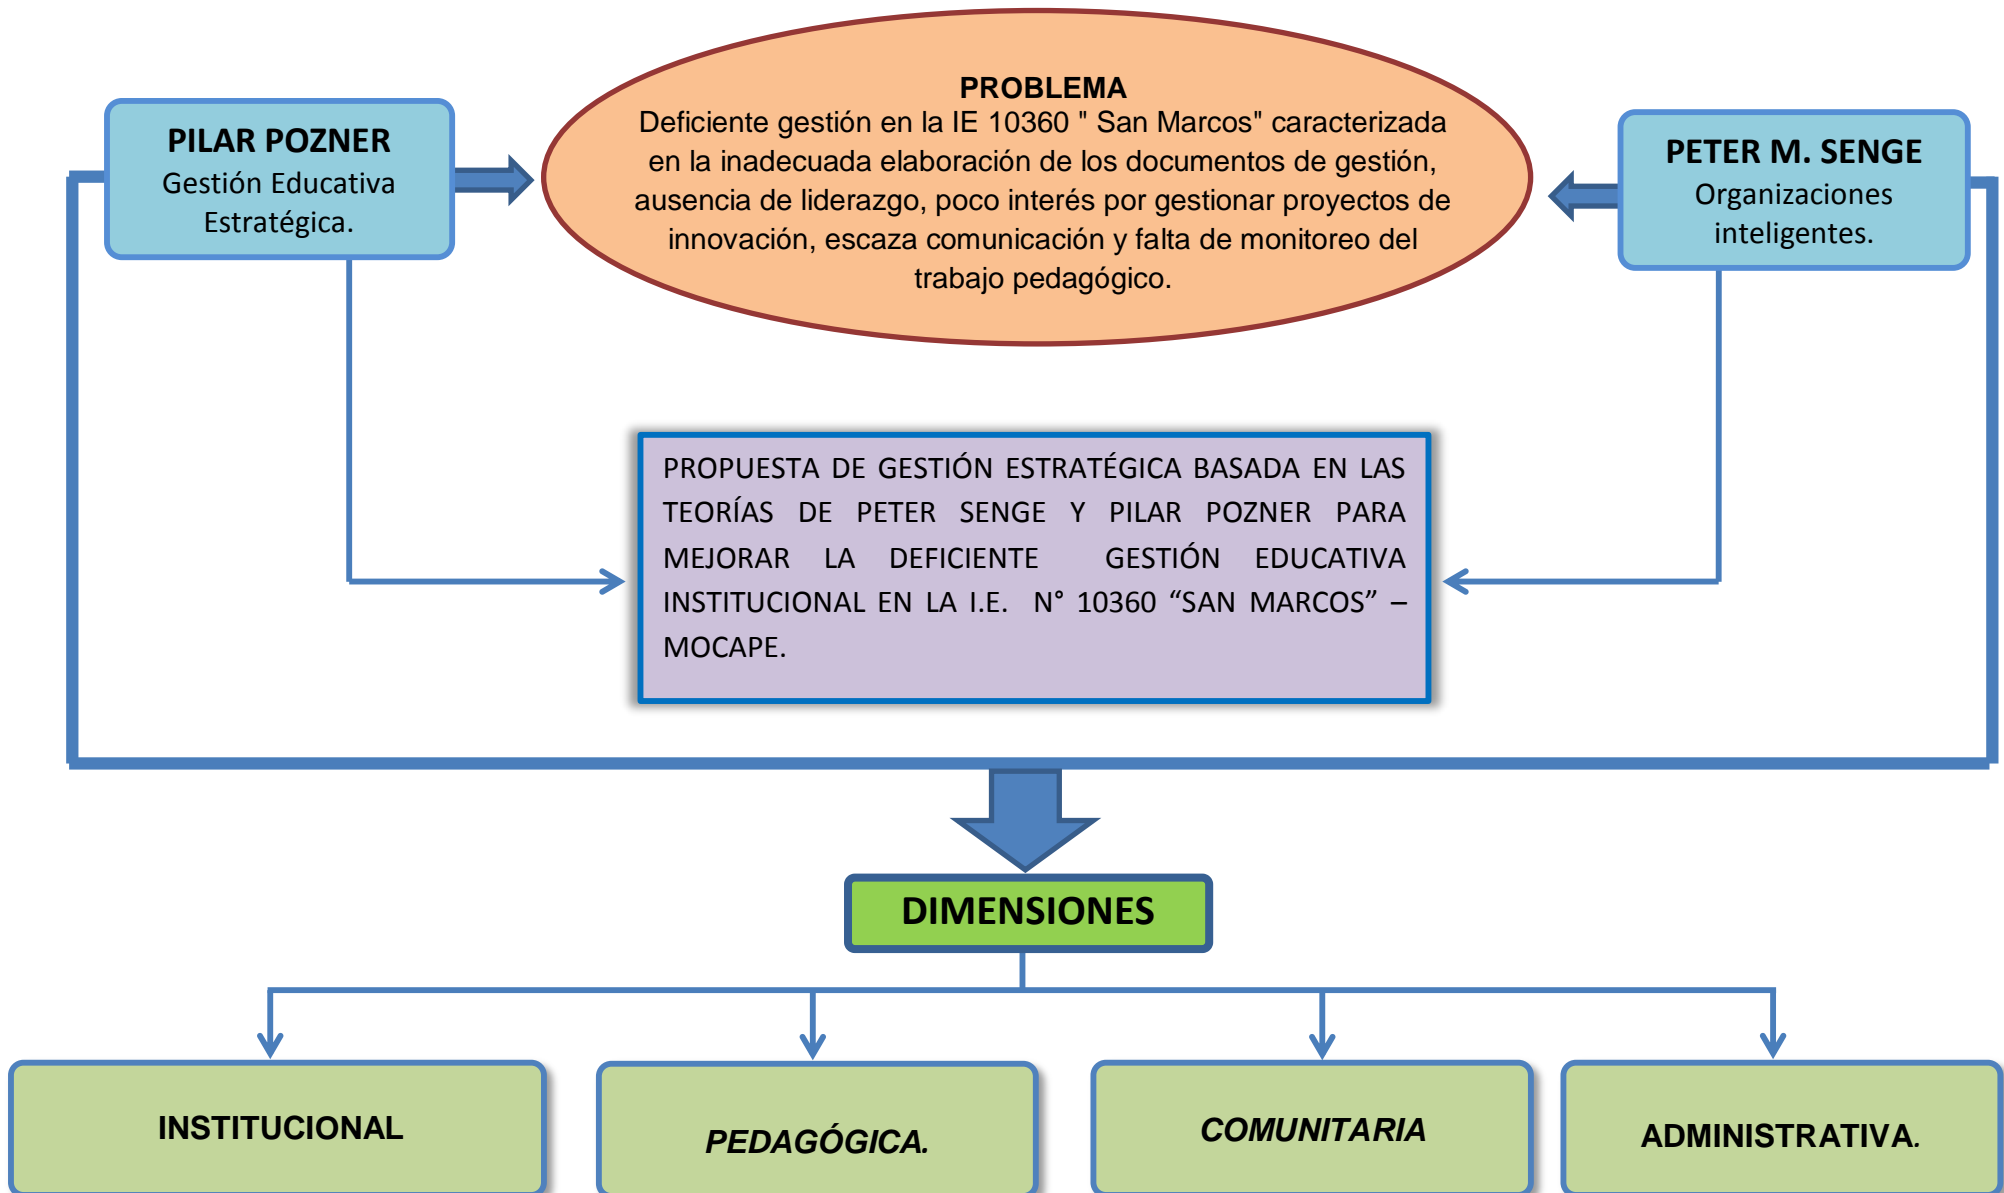 PROBLEMA
Deficiente gestión en la IE 10360 " San Marcos" caracterizada
en la inadecuada elaboración de los documentos de gestión,
ausencia de liderazgo, poco interés por gestionar proyectos de
innovación, escaza comunicación y falta de monitoreo del
trabajo pedagógico.
PILAR POZNER
Gestión Educativa
Estratégica.
PETER M. SENGE
Organizaciones
inteligentes.
PROPUESTA DE GESTIÓN ESTRATÉGICA BASADA EN LAS
TEORÍAS DE PETER SENGE Y PILAR POZNER PARA
MEJORAR LA DEFICIENTE GESTIÓN EDUCATIVA
INSTITUCIONAL EN LA I.E. N° 10360 “SAN MARCOS” –
MOCAPE.
DIMENSIONES
INSTITUCIONAL
PEDAGÓGICA.
COMUNITARIA
ADMINISTRATIVA.